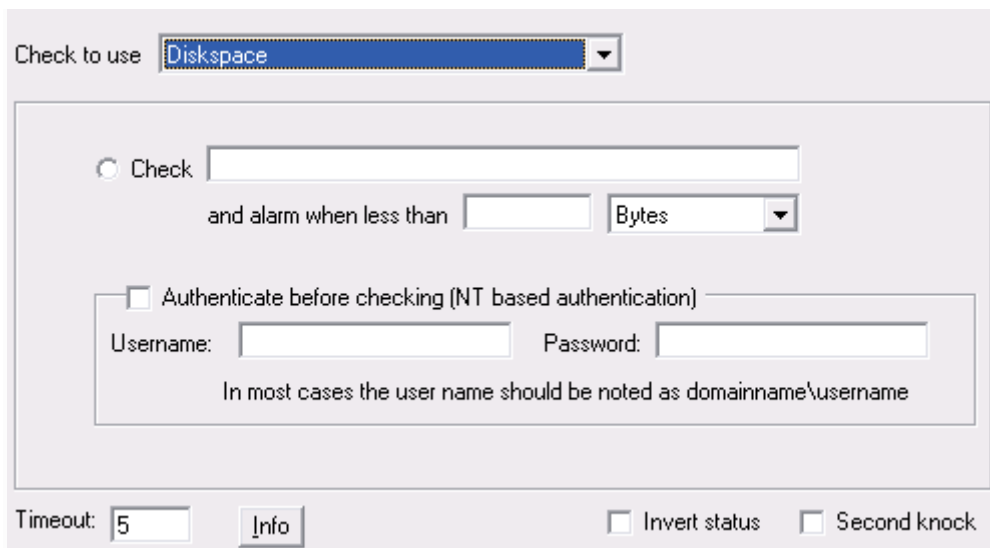 Check to use Diskspace
Check
and alarm when less than Bytes
Authenticate before checking (NT based authentication)
Username: Password:
In most cases the user name should be noted as domainname\username
Timeout: 5 Info Invert status Second knock